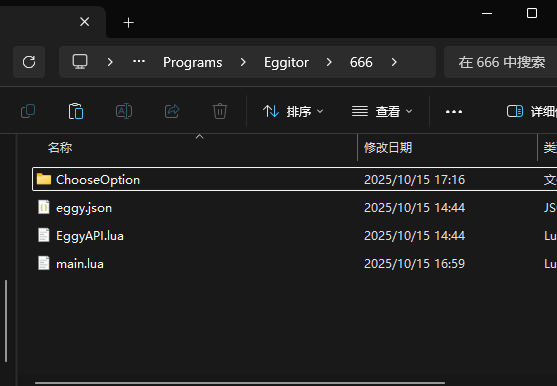 ··· Programs Eggitor 666 在 666 中搜索
排序 查看 ··· 详细
名称 修改日期
ChooseOption 2025/10/15 17:16
eggy.json 2025/10/15 14:44 JS
EggyAPI.lua 2025/10/15 14:44 Lu
main.lua 2025/10/15 16:59 Lu